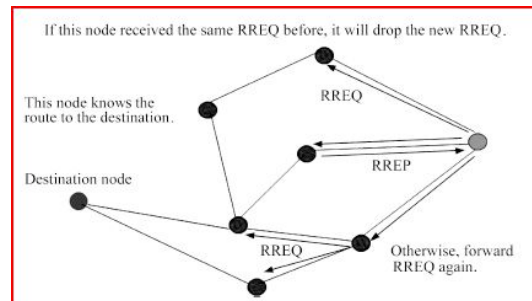 If this node received the same RREQ before, it will drop the new RREQ.
RREQ
This node knows the
route to the destination.
RREP
Destination node
RREQ
Otherwise, forward
RREQ again.